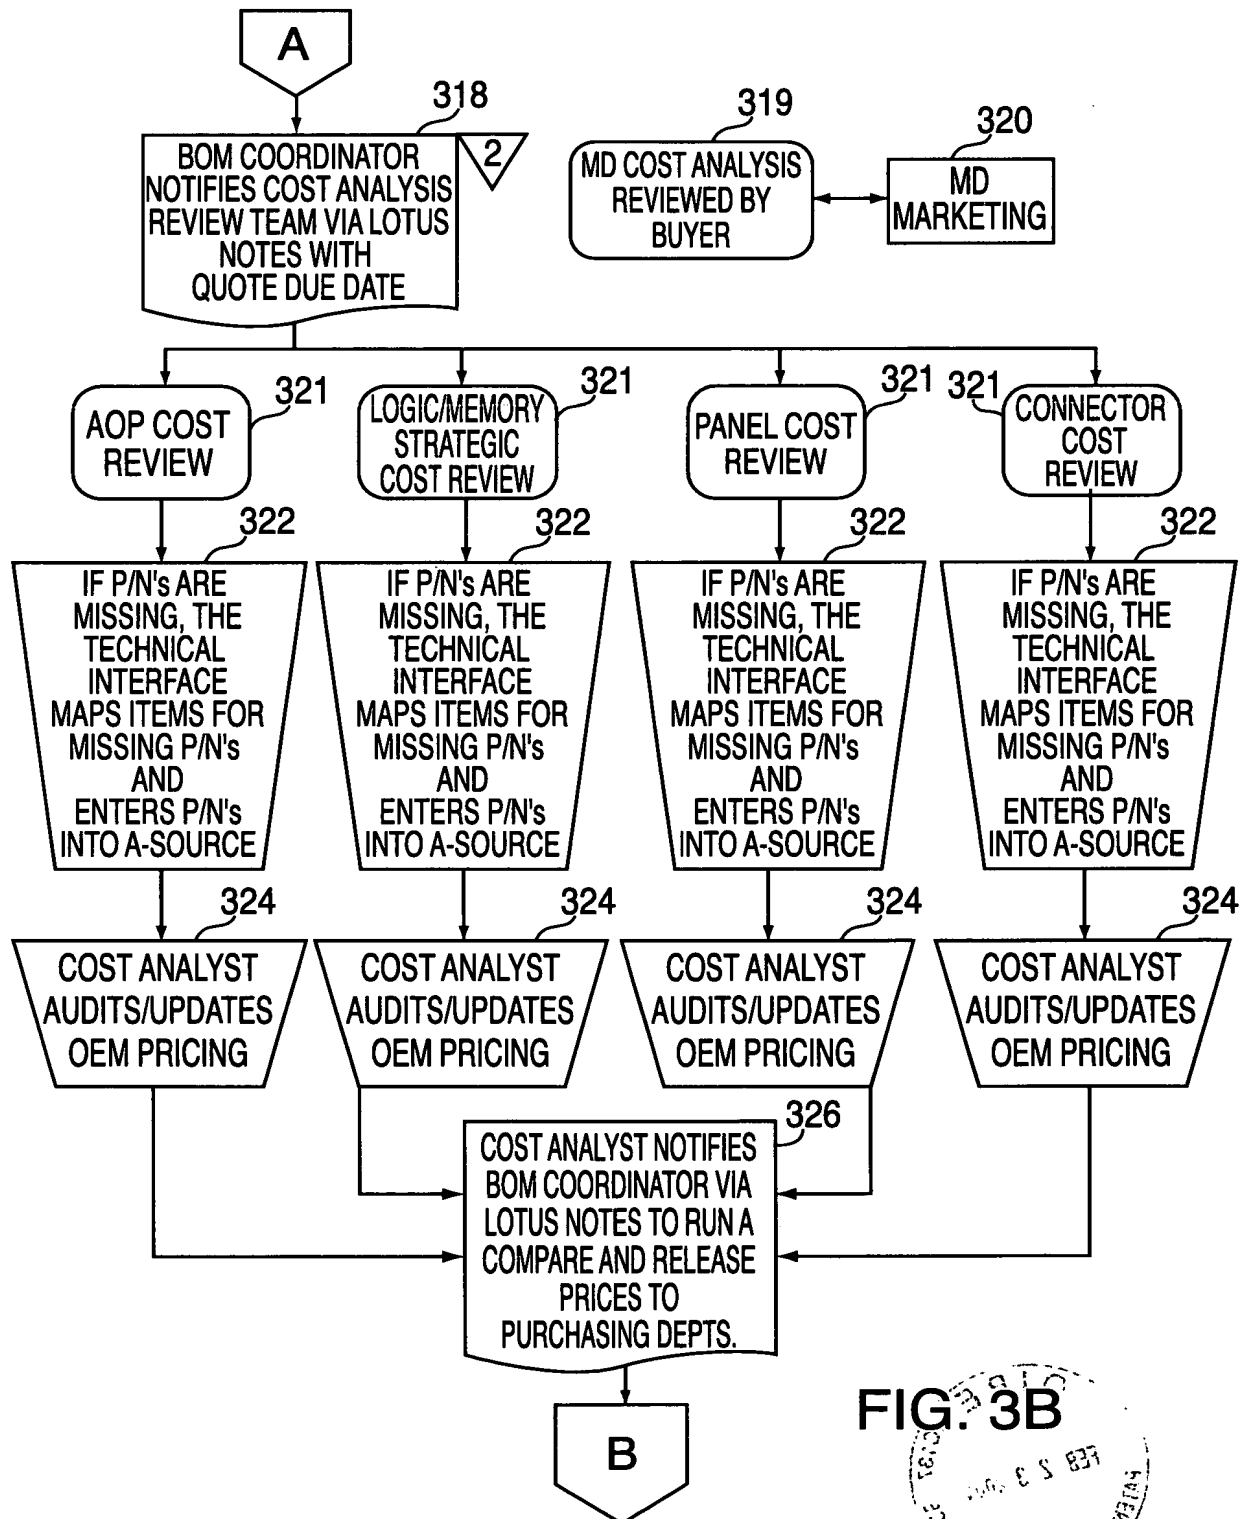 A
318
BOM COORDINATOR
NOTIFIES COST ANALYSIS
REVIEW TEAM VIA LOTUS
NOTES WITH
QUOTE DUE DATE
2
319
MD COST ANALYSIS
REVIEWED BY
BUYER
320
MD
MARKETING
321
AOP COST
REVIEW
321
LOGIC/MEMORY
STRATEGIC
COST REVIEW
321
PANEL COST
REVIEW
321
CONNECTOR
COST
REVIEW
322
IF P/N's ARE
MISSING, THE
TECHNICAL
INTERFACE
MAPS ITEMS FOR
MISSING P/N's
AND
ENTERS P/N's
INTO A-SOURCE
322
IF P/N's ARE
MISSING, THE
TECHNICAL
INTERFACE
MAPS ITEMS FOR
MISSING P/N's
AND
ENTERS P/N's
INTO A-SOURCE
322
IF P/N's ARE
MISSING, THE
TECHNICAL
INTERFACE
MAPS ITEMS FOR
MISSING P/N's
AND
ENTERS P/N's
INTO A-SOURCE
322
IF P/N's ARE
MISSING, THE
TECHNICAL
INTERFACE
MAPS ITEMS FOR
MISSING P/N's
AND
ENTERS P/N's
INTO A-SOURCE
324
COST ANALYST
AUDITS/UPDATES
OEM PRICING
324
COST ANALYST
AUDITS/UPDATES
OEM PRICING
324
COST ANALYST
AUDITS/UPDATES
OEM PRICING
324
COST ANALYST
AUDITS/UPDATES
OEM PRICING
326
COST ANALYST NOTIFIES
BOM COORDINATOR VIA
LOTUS NOTES TO RUN A
COMPARE AND RELEASE
PRICES TO
PURCHASING DEPTS.
B
FIG. 3B